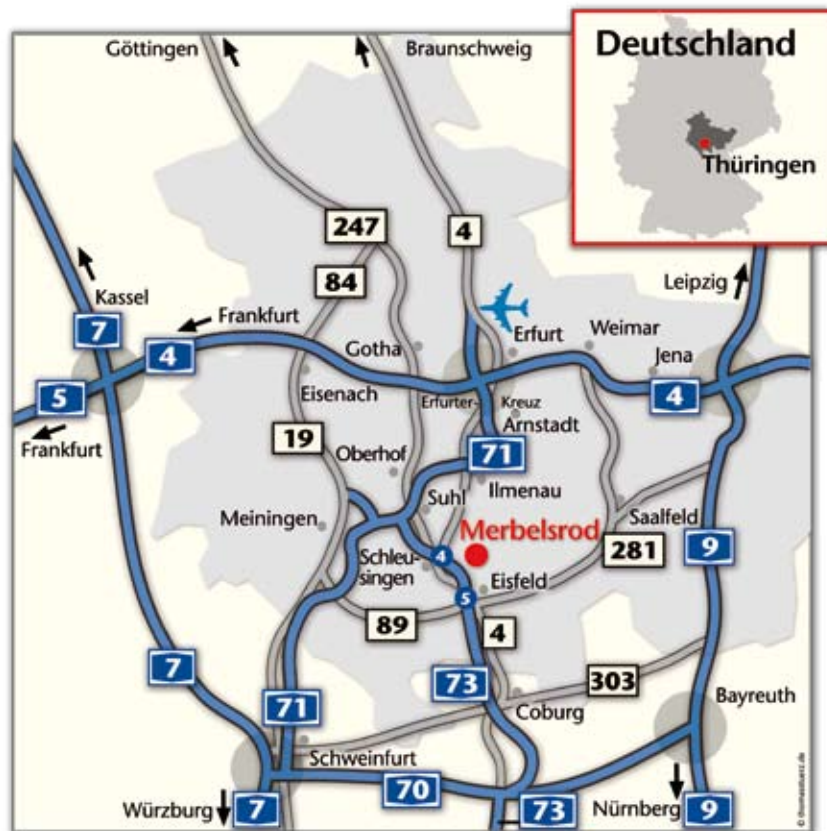 Göttingen
Braunschweig
Deutschland
Thüringen
247
4
84
Leipzig
Kassel
Frankfurt
7
4
Erfurt
Weimar
Gotha
Jena
5
Eisenach
Erfurter-
Kreuz
4
Frankfurt
Arnstadt
19
Oberhof
71
Ilmenau
Suhl
Meiningen
Merbelsrod
Saalfeld
281
9
Schleu-
singen
4
Eisfeld
5
89
4
7
71
73
303
Coburg
Bayreuth
Schweinfurt
70
Würzburg
7
73
Nürnberg
9
© thomasstuerz.de